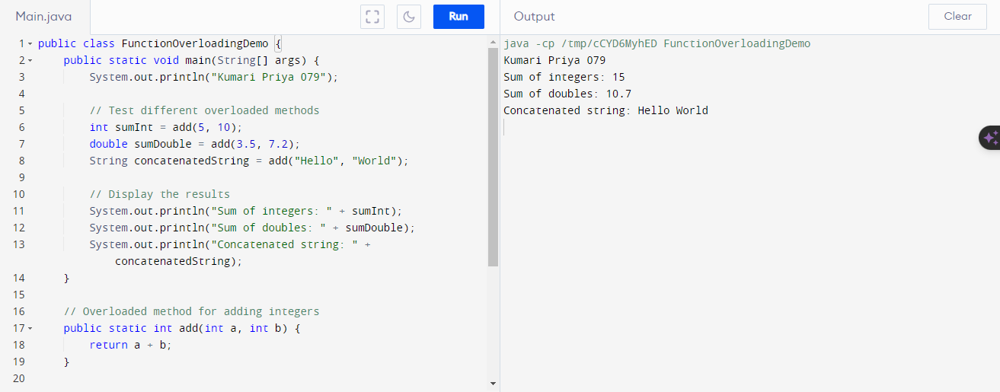 Main.java
Run
Output
Clear
1 public class FunctionOverloadingDemo {
2 public static void main(String[] args) {
3 System.out.println("Kumari Priya 079");
4
5 // Test different overloaded methods
6 int sumInt = add(5, 10);
7 double sumDouble = add(3.5, 7.2);
8 String concatenatedString = add("Hello", "World");
9
10 // Display the results
11 System.out.println("Sum of integers: " + sumInt);
12 System.out.println("Sum of doubles: " + sumDouble);
13 System.out.println("Concatenated string: " +
concatenatedString);
14 }
15
16 // Overloaded method for adding integers
17 public static int add(int a, int b) {
18 return a + b;
19 }
20
java -cp /tmp/cCYD6MyhED FunctionOverloadingDemo
Kumari Priya 079
Sum of integers: 15
Sum of doubles: 10.7
Concatenated string: Hello World